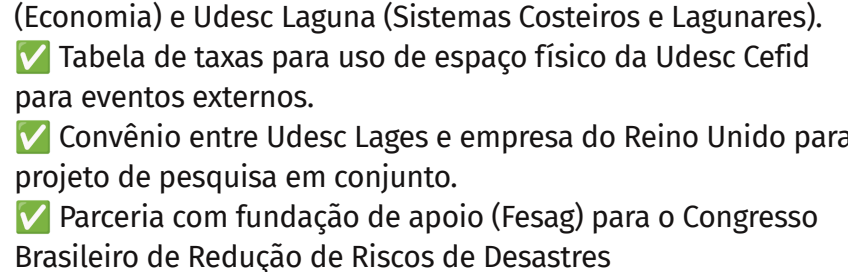 (Economia) e Udesc Laguna (Sistemas Costeiros e Lagunares).
✅ Tabela de taxas para uso de espaço físico da Udesc Cefid
para eventos externos.
✅ Convênio entre Udesc Lages e empresa do Reino Unido para
projeto de pesquisa em conjunto.
✅ Parceria com fundação de apoio (Fesag) para o Congresso
Brasileiro de Redução de Riscos de Desastres